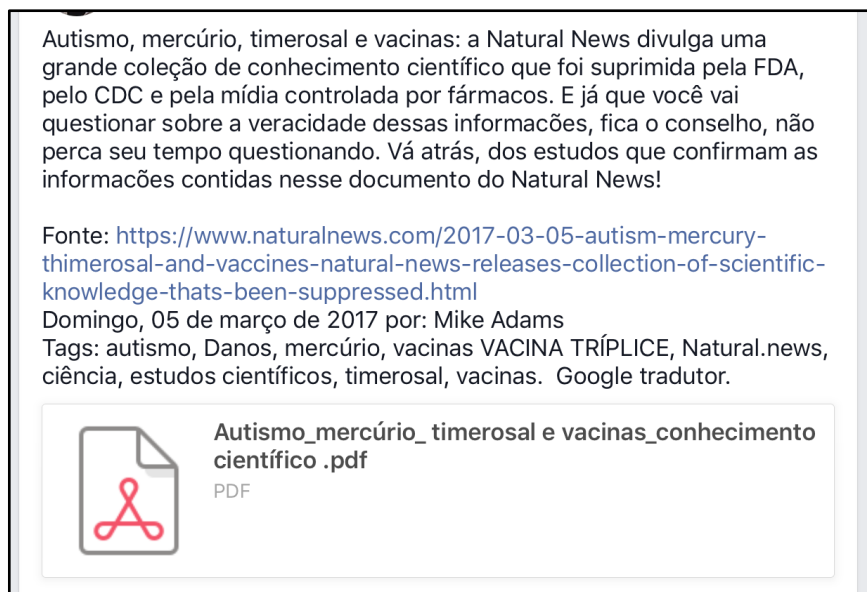 Autismo, mercúrio, timerosal e vacinas: a Natural News divulga uma
grande coleção de conhecimento científico que foi suprimida pela FDA,
pelo CDC e pela mídia controlada por fármacos. E já que você vai
questionar sobre a veracidade dessas informacões, fica o conselho, não
perca seu tempo questionando. Vá atrás, dos estudos que confirmam as
informacões contidas nesse documento do Natural News!
Fonte: https://www.naturalnews.com/2017-03-05-autism-mercury-
thimerosal-and-vaccines-natural-news-releases-collection-of-scientific-
knowledge-thats-been-suppressed.html
Domingo, 05 de março de 2017 por: Mike Adams
Tags: autismo, Danos, mercúrio, vacinas VACINA TRÍPLICE, Natural.news,
ciência, estudos científicos, timerosal, vacinas.  Google tradutor.
Autismo_mercúrio_ timerosal e vacinas_conhecimento
científico .pdf
PDF